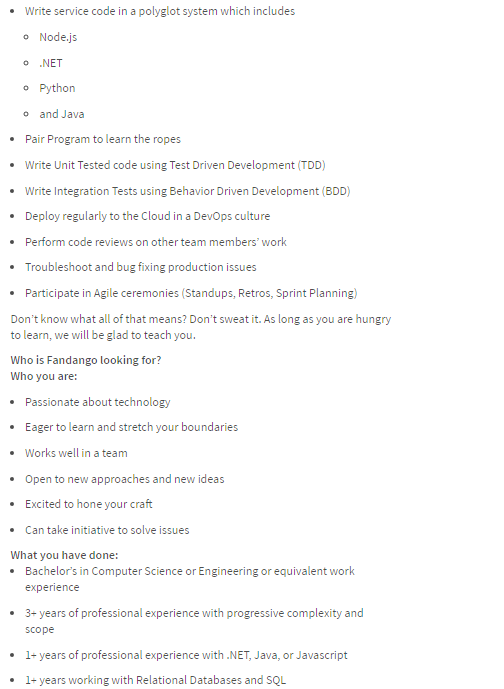 Write service code in a polyglot system which includes
Node.js
.NET
Python
and Java
Pair Program to learn the ropes
Write Unit Tested code using Test Driven Development (TDD)
Write Integration Tests using Behavior Driven Development (BDD)
Deploy regularly to the Cloud in a DevOps culture
Perform code reviews on other team members' work
Troubleshoot and bug fixing production issues
Participate in Agile ceremonies (Standups, Retros, Sprint Planning)
Don't know what all of that means? Don't sweat it. As long as you are hungry
to learn, we will be glad to teach you.
Who is Fandango looking for?
Who you are:
Passionate about technology
Eager to learn and stretch your boundaries
Works well in a team
Open to new approaches and new ideas
Excited to hone your craft
Can take initiative to solve issues
What you have done:
Bachelor's in Computer Science or Engineering or equivalent work
experience
3+ years of professional experience with progressive complexity and
scope
1+ years of professional experience with .NET, Java, or Javascript
1+ years working with Relational Databases and SQL